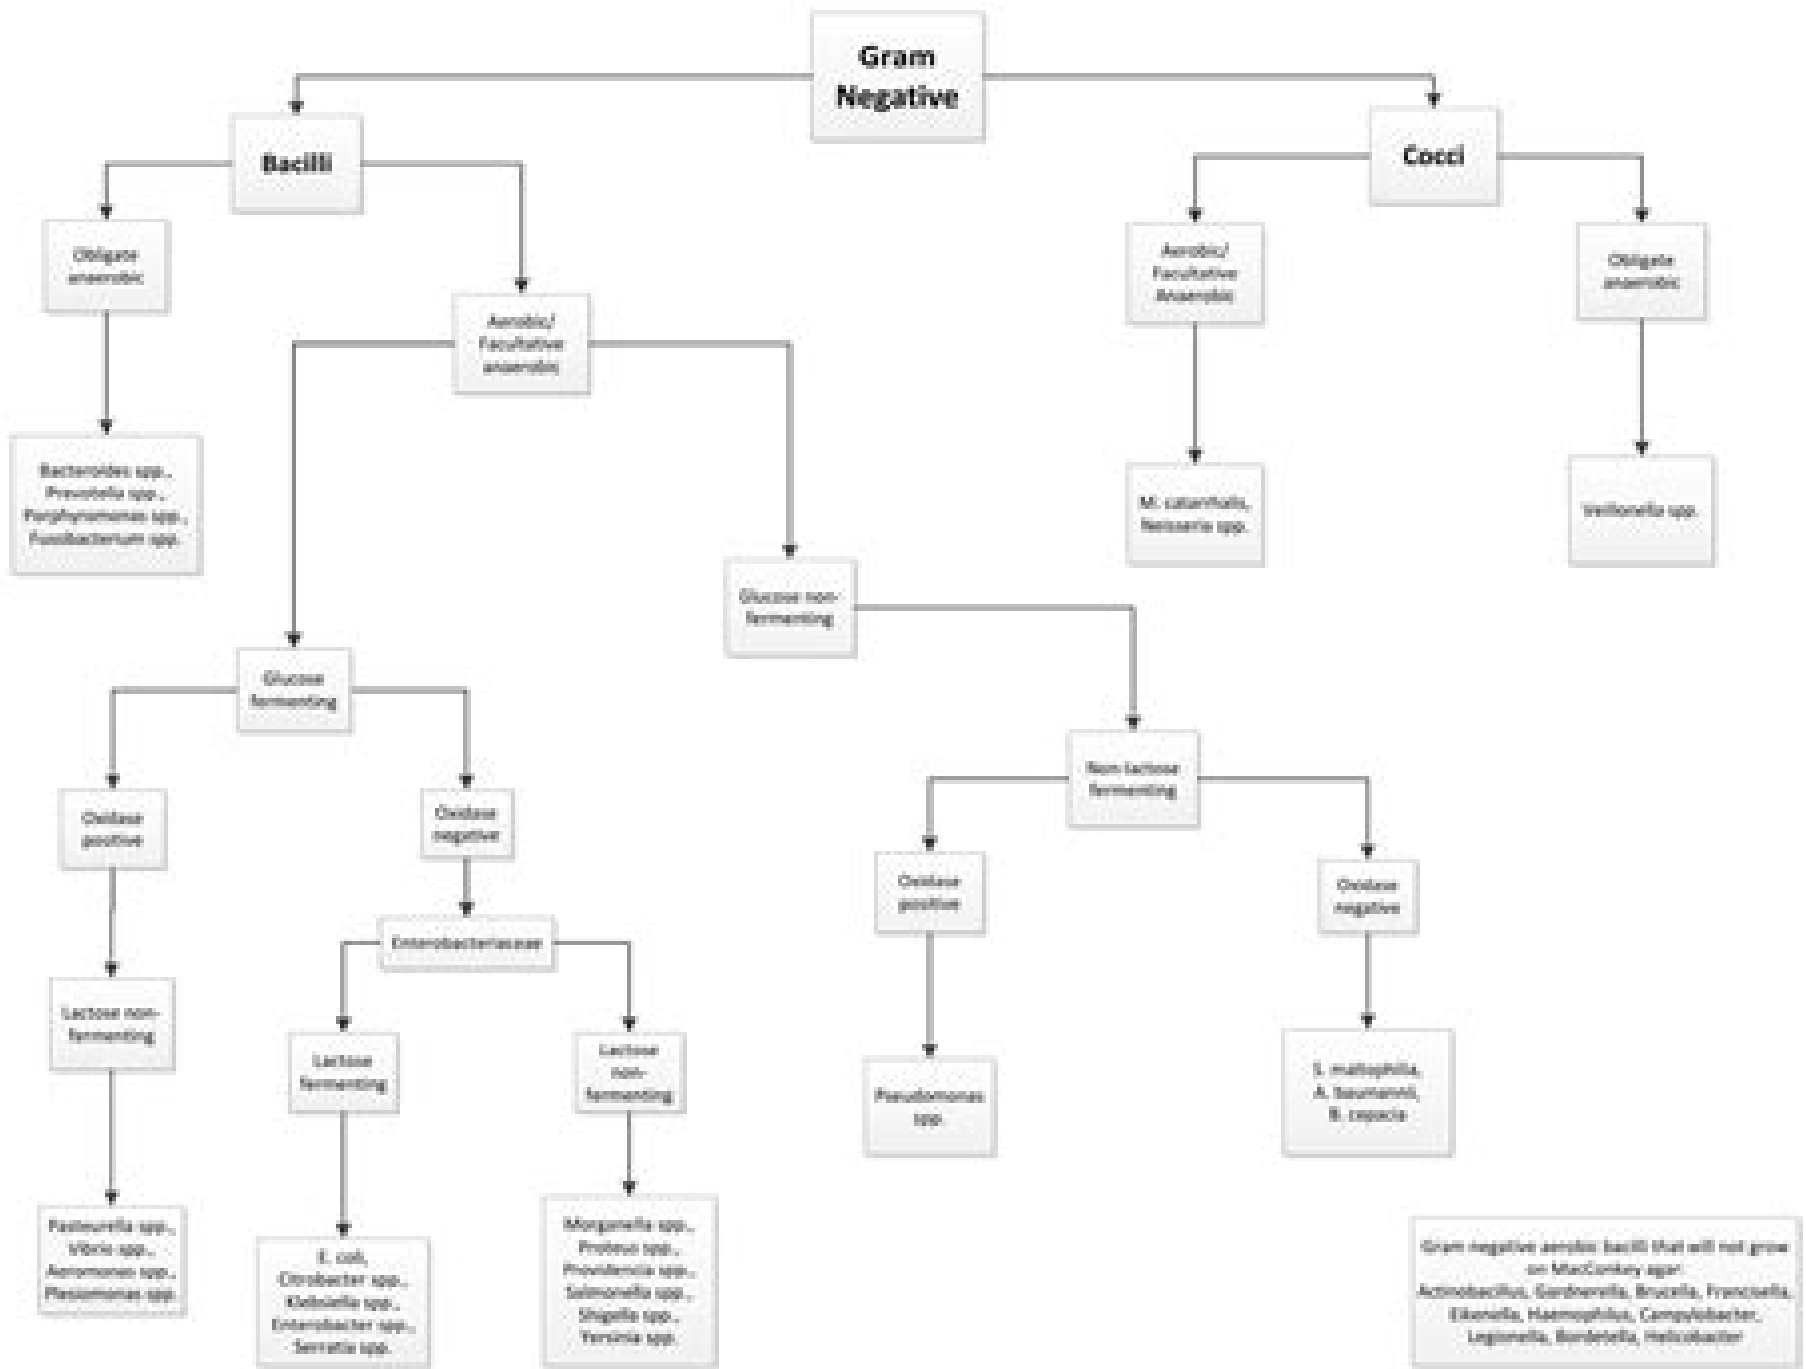 Gram
Negative
Bacilli
Cocci
Obligate
anaerobic
Aerobic/
Facultative
anaerobic
Aerobic/
Facultative
Anaerobic
Obligate
anaerobic
Bacteroides spp.,
Prevotella spp.,
Porphyromonas spp.,
Fusobacterium spp.
M. catarrhalis,
Neisseria spp.
Veillonella spp.
Glucose non-
fermenting
Glucose
fermenting
Non-lactose
fermenting
Oxidase
positive
Oxidase
negative
Oxidase
positive
Oxidase
negative
Enterobacteriaceae
Lactose non-
fermenting
Lactose
fermenting
Lactose
non-
fermenting
Pseudomonas
spp.
S. maltophilia,
A. baumannii,
B. cepacia
Pasteurella spp.,
Vibrio spp.,
Aeromonas spp.,
Plesiomonas spp.
E. coli,
Citrobacter spp.,
Klebsiella spp.,
Enterobacter spp.,
Serratia spp.
Morganella spp.,
Proteus spp.,
Providencia spp.,
Salmonella spp.,
Shigella spp.,
Yersinia spp.
Gram negative aerobic bacilli that will not grow
on MacConkey agar:
Actinobacillus, Gardnerella, Brucella, Francisella,
Eikenella, Haemophilus, Campylobacter,
Legionella, Bordetella, Helicobacter